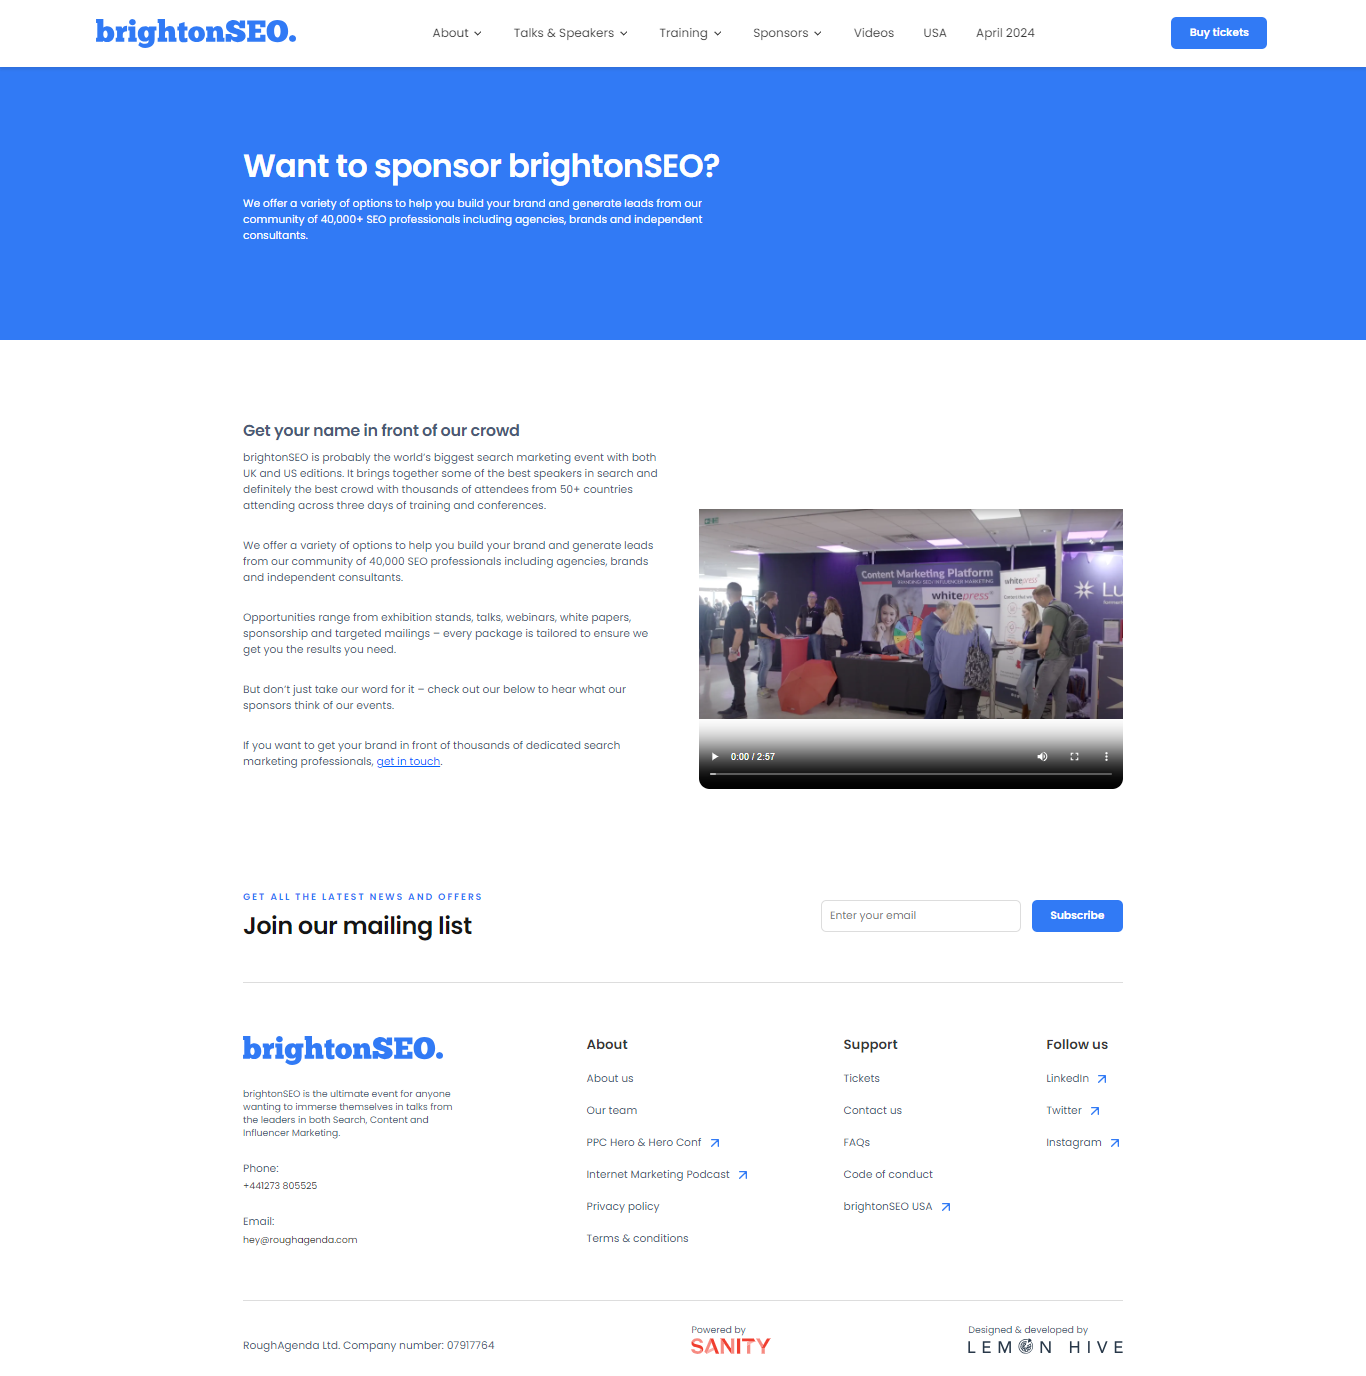 brightonSEO.
About
Talks & Speakers
Training
Sponsors
Videos
USA
April 2024
Buy tickets
Want to sponsor brightonSEO?
We offer a variety of options to help you build your brand and generate leads from our
community of 40,000+ SEO professionals including agencies, brands and independent
consultants.
Get your name in front of our crowd
brightonSEO is probably the world's biggest search marketing event with both
UK and US editions. It brings together some of the best speakers in search and
definitely the best crowd with thousands of attendees from 50+ countries
attending across three days of training and conferences.
We offer a variety of options to help you build your brand and generate leads
from our community of 40,000 SEO professionals including agencies, brands
and independent consultants.
Opportunities range from exhibition stands, talks, webinars, white papers,
sponsorship and targeted mailings – every package is tailored to ensure we
get you the results you need.
But don't just take our word for it – check out our below to hear what our
sponsors think of our events.
If you want to get your brand in front of thousands of dedicated search
marketing professionals, get in touch.
Content Marketing Platform
whitepress
whitepress
Lu
0:00 / 2:57
GET ALL THE LATEST NEWS AND OFFERS
Join our mailing list
Enter your email
Subscribe
brightonSEO.
brightonSEO is the ultimate event for anyone
wanting to immerse themselves in talks from
the leaders in both Search, Content and
Influencer Marketing.
Phone:
+441273 805525
Email:
hey@roughagenda.com
About
About us
Our team
PPC Hero & Hero Conf
Internet Marketing Podcast
Privacy policy
Terms & conditions
Support
Tickets
Contact us
FAQs
Code of conduct
brightonSEO USA
Follow us
LinkedIn
Twitter
Instagram
RoughAgenda Ltd. Company number: 07917764
Powered by
SANITY
Designed & developed by
LEMON HIVE